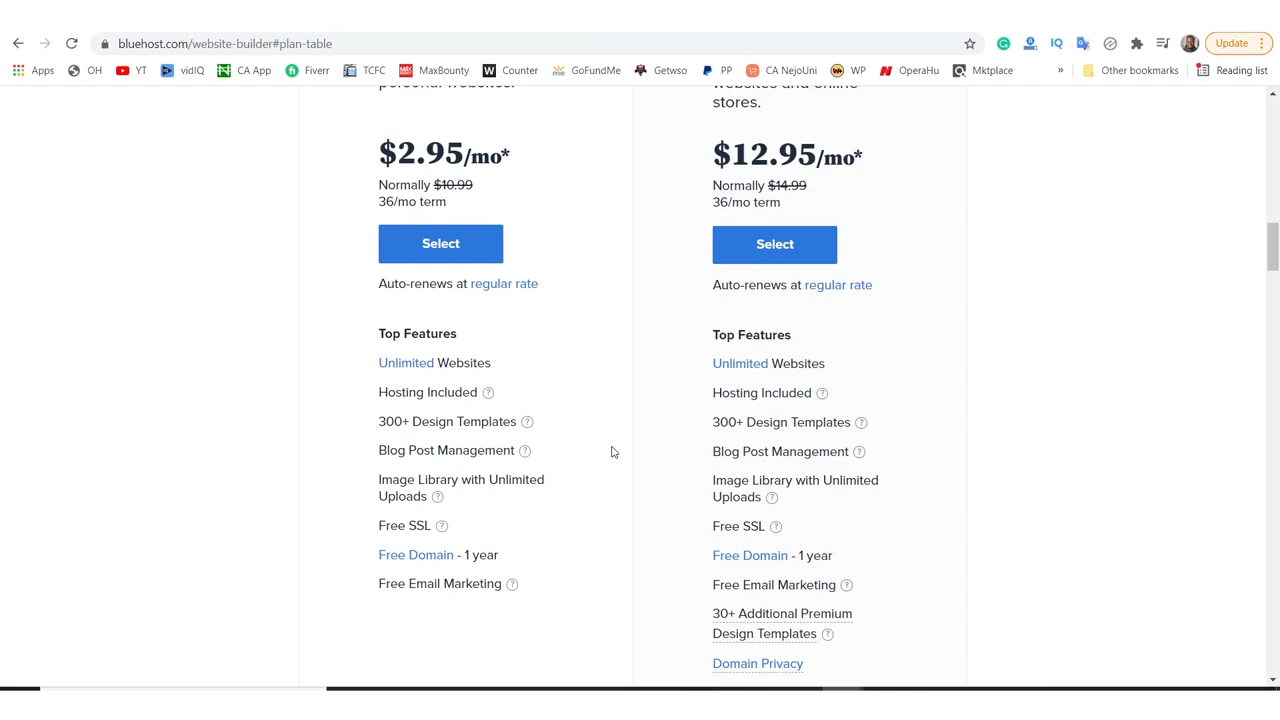 bluehost.com/website-builder#plan-table
Update
Apps
OH
YT
vidIQ
CA App
Fiverr
TCFC
MaxBounty
Counter
GoFundMe
Getwso
PP
CA NejoUni
WP
OperaHu
Mktplace
»
Other bookmarks
Reading list
personal websites.
$2.95/mo*
Normally $10.99
36/mo term
Select
Auto-renews at regular rate
Top Features
Unlimited Websites
Hosting Included
300+ Design Templates
Blog Post Management
Image Library with Unlimited
Uploads
Free SSL
Free Domain - 1 year
Free Email Marketing
websites and online
stores.
$12.95/mo*
Normally $14.99
36/mo term
Select
Auto-renews at regular rate
Top Features
Unlimited Websites
Hosting Included
300+ Design Templates
Blog Post Management
Image Library with Unlimited
Uploads
Free SSL
Free Domain - 1 year
Free Email Marketing
30+ Additional Premium
Design Templates
Domain Privacy